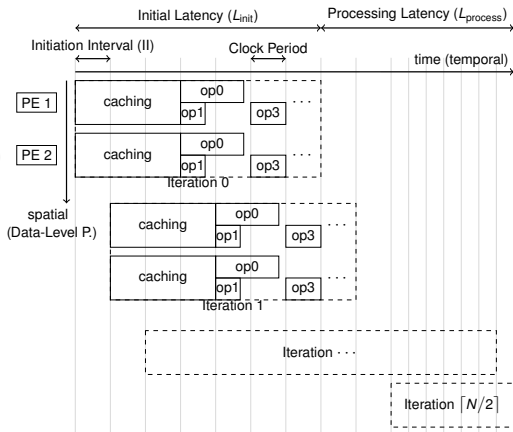 Initial Latency (L_init)
Processing Latency (L_process)
Initiation Interval (II)
Clock Period
time (temporal)
PE 1
caching
op0
op1
op3
· · ·
PE 2
caching
op0
op1
op3
· · ·
Iteration 0
spatial
(Data-Level P.)
caching
op0
op1
op3
· · ·
caching
op0
op1
op3
· · ·
Iteration 1
Iteration · · ·
Iteration ⌈N/2⌉